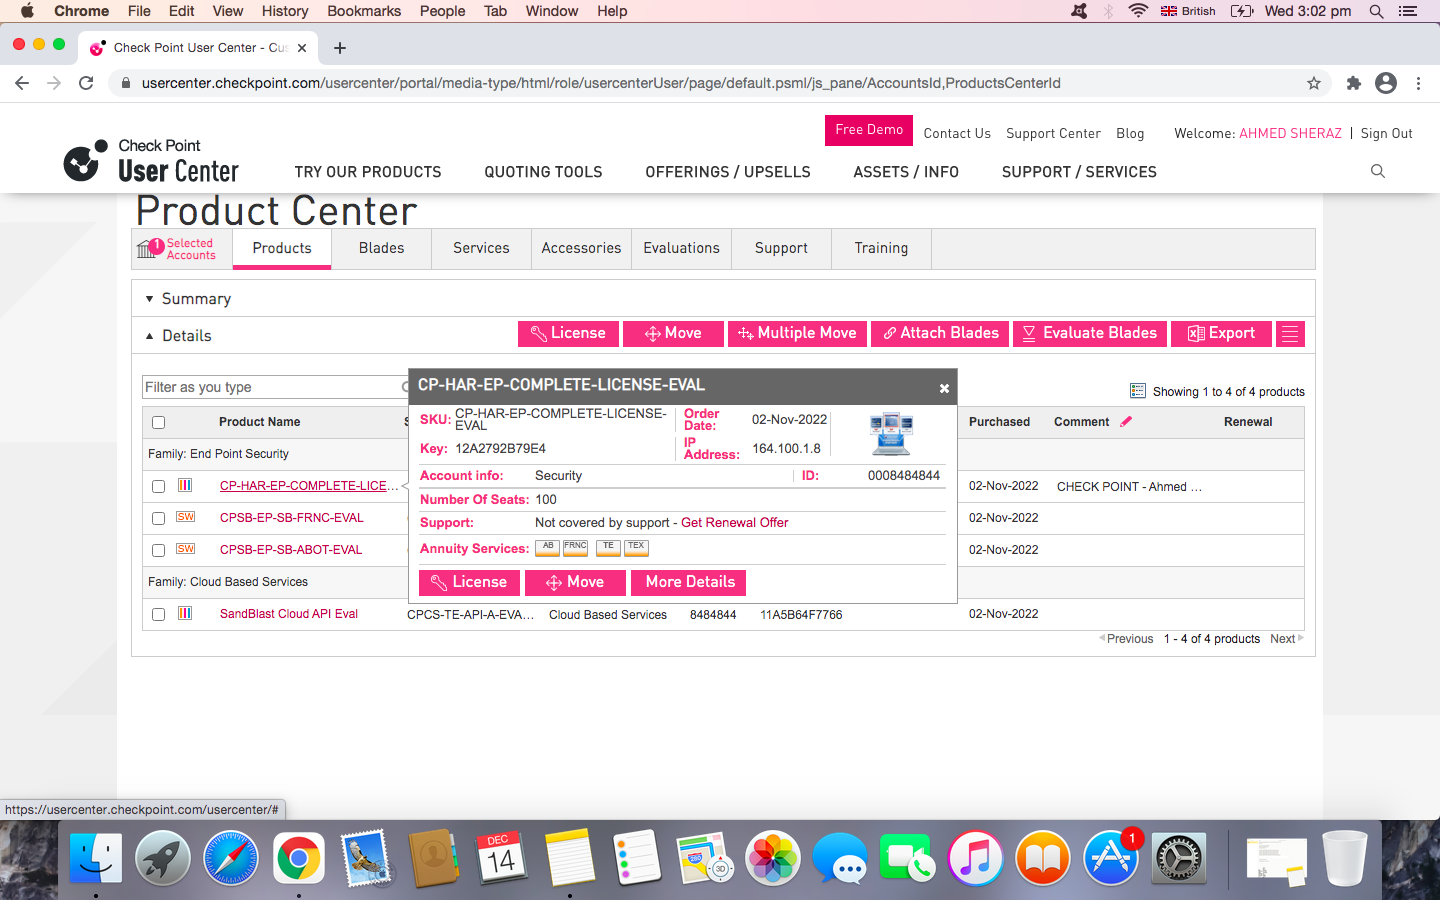 Chrome File Edit View History Bookmarks People Tab Window Help British Wed 3:02 pm
Check Point User Center - Cus
usercenter.checkpoint.com/usercenter/portal/media-type/html/role/usercenterUser/page/default.psml/js_pane/AccountsId,ProductsCenterId
Free Demo Contact Us Support Center Blog Welcome: AHMED SHERAZ | Sign Out
Check Point
User Center
TRY OUR PRODUCTS QUOTING TOOLS OFFERINGS / UPSELLS ASSETS / INFO SUPPORT / SERVICES
Product Center
1 Selected Accounts Products Blades Services Accessories Evaluations Support Training
Summary
Details License Move Multiple Move Attach Blades Evaluate Blades Export
Filter as you type Showing 1 to 4 of 4 products
CP-HAR-EP-COMPLETE-LICENSE-EVAL
Product Name S Purchased Comment Renewal
SKU: CP-HAR-EP-COMPLETE-LICENSE-EVAL Order Date: 02-Nov-2022
Key: 12A2792B79E4 IP Address: 164.100.1.8
Account info: Security ID: 0008484844
Number Of Seats: 100
Support: Not covered by support - Get Renewal Offer
Annuity Services: AB FRNC TE TEX
License Move More Details
Family: End Point Security
CP-HAR-EP-COMPLETE-LICE... 02-Nov-2022 CHECK POINT - Ahmed ...
SW CPSB-EP-SB-FRNC-EVAL 02-Nov-2022
SW CPSB-EP-SB-ABOT-EVAL 02-Nov-2022
Family: Cloud Based Services
SandBlast Cloud API Eval CPCS-TE-API-A-EVA... Cloud Based Services 8484844 11A5B64F7766 02-Nov-2022
Previous 1 - 4 of 4 products Next
https://usercenter.checkpoint.com/usercenter/#
DEC
14
280
3D
1